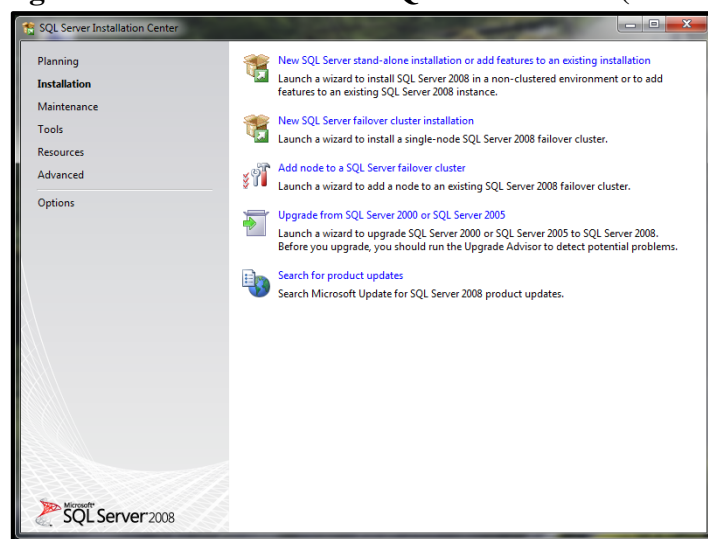 SQL Server Installation Center
Planning
Installation
Maintenance
Tools
Resources
Advanced
Options
New SQL Server stand-alone installation or add features to an existing installation
Launch a wizard to install SQL Server 2008 in a non-clustered environment or to add
features to an existing SQL Server 2008 instance.
New SQL Server failover cluster installation
Launch a wizard to install a single-node SQL Server 2008 failover cluster.
Add node to a SQL Server failover cluster
Launch a wizard to add a node to an existing SQL Server 2008 failover cluster.
Upgrade from SQL Server 2000 or SQL Server 2005
Launch a wizard to upgrade SQL Server 2000 or SQL Server 2005 to SQL Server 2008.
Before you upgrade, you should run the Upgrade Advisor to detect potential problems.
Search for product updates
Search Microsoft Update for SQL Server 2008 product updates.
Microsoft
SQL Server 2008